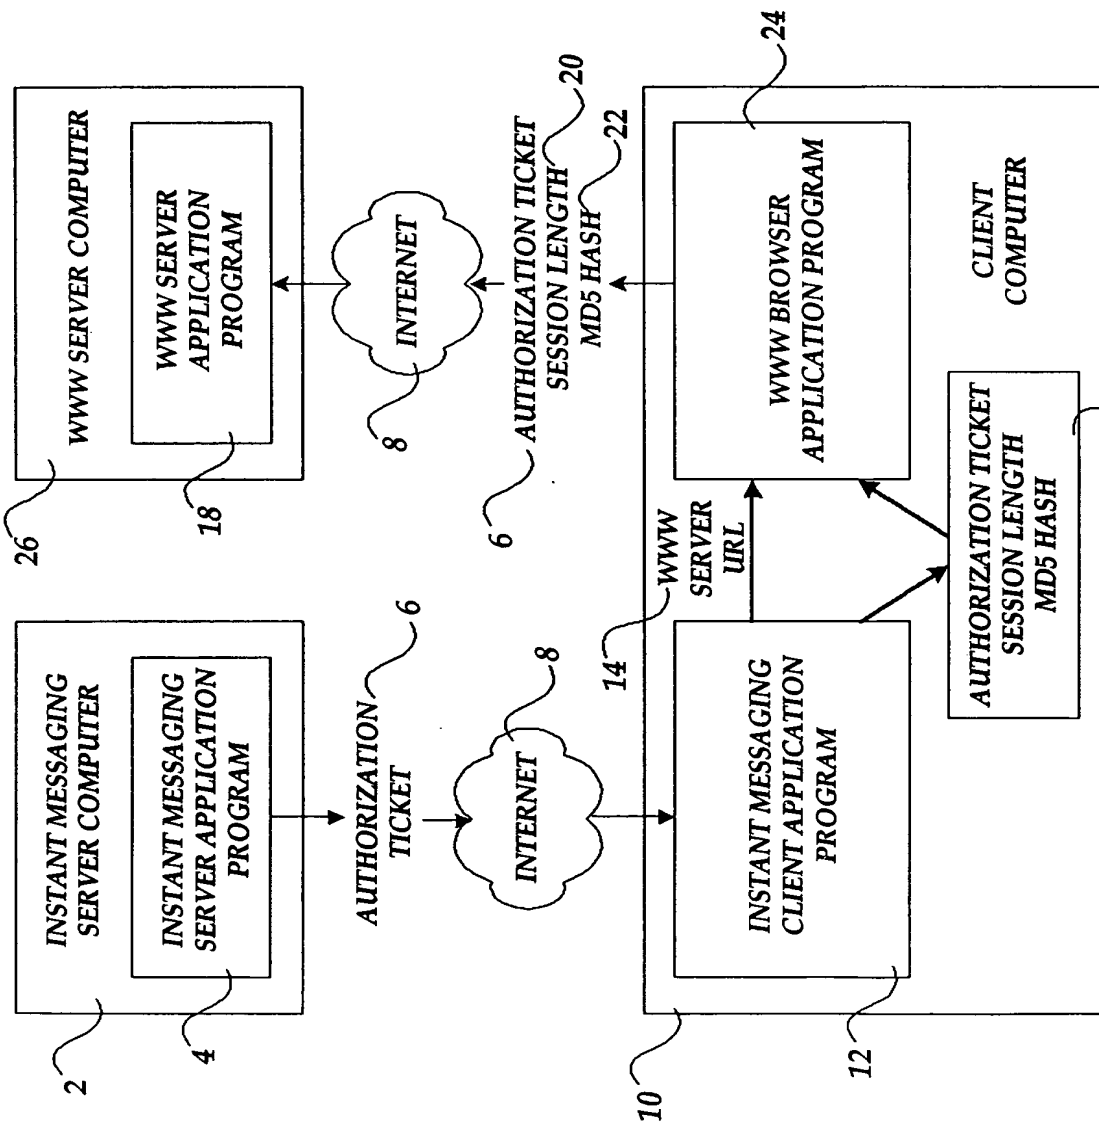 2
INSTANT MESSAGING
SERVER COMPUTER
4
INSTANT MESSAGING
SERVER APPLICATION
PROGRAM
AUTHORIZATION
TICKET
6
INTERNET
8
10
12
INSTANT MESSAGING
CLIENT APPLICATION
PROGRAM
14
WWW
SERVER
URL
26
WWW SERVER COMPUTER
18
WWW SERVER
APPLICATION
PROGRAM
8
INTERNET
6
AUTHORIZATION TICKET
SESSION LENGTH
20
MD5 HASH
22
24
WWW BROWSER
APPLICATION PROGRAM
AUTHORIZATION TICKET
SESSION LENGTH
MD5 HASH
CLIENT
COMPUTER